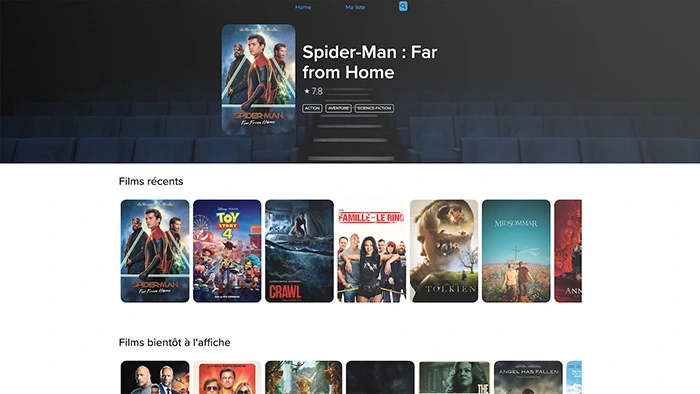 Home
Ma liste
Spider-Man : Far
from Home
★ 7.8
ACTION
AVENTURE
SCIENCE-FICTION
SPIDER-MAN
Far From Home
Films récents
SPIDER-MAN
Far From Home
DISNEY · PIXAR
TOY
STORY
4
CRAWL
FAMILLE
LE RING
TOLKIEN
MIDSOMMAR
ANN
Films bientôt à l'affiche
THE
ANGEL HAS FALLEN